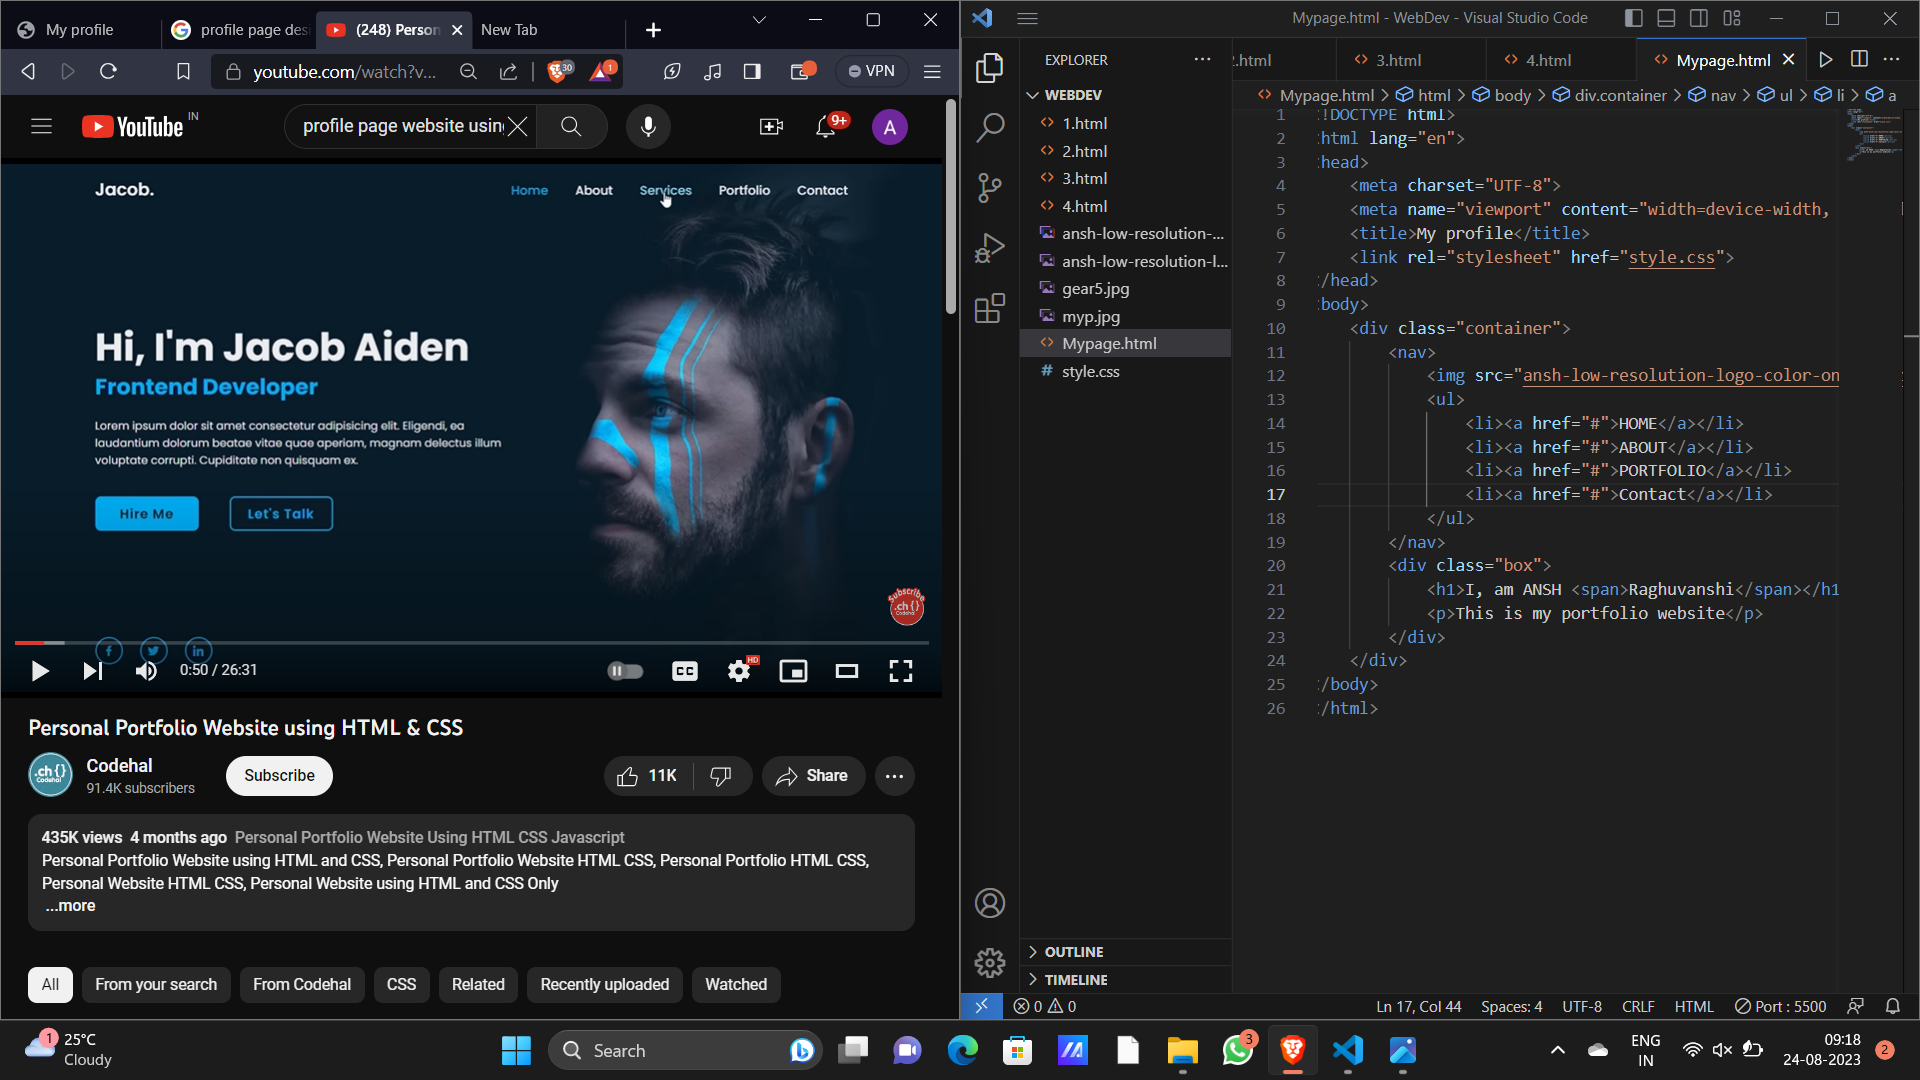 My profile
profile page des
(248) Person
New Tab
youtube.com/watch?v...
30
1
VPN
YouTube
IN
profile page website usin
9+
A
Jacob.
Home
About
Services
Portfolio
Contact
Hi, I'm Jacob Aiden
Frontend Developer
Lorem ipsum dolor sit amet consectetur adipisicing elit. Eligendi, ea
laudantium dolorum beatae vitae quae aperiam, magnam delectus illum
voluptate corrupti. Cupiditate non quisquam ex.
Hire Me
Let's Talk
Subscribe
.ch{}
Codehal
0:50 / 26:31
CC
HD
Personal Portfolio Website using HTML & CSS
.ch{}
Codehal
Codehal
91.4K subscribers
Subscribe
11K
Share
435K views 4 months ago Personal Portfolio Website Using HTML CSS Javascript
Personal Portfolio Website using HTML and CSS, Personal Portfolio Website HTML CSS, Personal Portfolio HTML CSS,
Personal Website HTML CSS, Personal Website using HTML and CSS Only
...more
All
From your search
From Codehal
CSS
Related
Recently uploaded
Watched
Mypage.html - WebDev - Visual Studio Code
EXPLORER
.html
3.html
4.html
Mypage.html
WEBDEV
1.html
2.html
3.html
4.html
ansh-low-resolution-...
ansh-low-resolution-l...
gear5.jpg
myp.jpg
Mypage.html
style.css
OUTLINE
TIMELINE
Mypage.html > html > body > div.container > nav > ul > li > a
1 !DOCTYPE html>
2 html lang="en">
3 head>
4 <meta charset="UTF-8">
5 <meta name="viewport" content="width=device-width,
6 <title>My profile</title>
7 <link rel="stylesheet" href="style.css">
8 /head>
9 body>
10 <div class="container">
11 <nav>
12 <img src="ansh-low-resolution-logo-color-on
13 <ul>
14 <li><a href="#">HOME</a></li>
15 <li><a href="#">ABOUT</a></li>
16 <li><a href="#">PORTFOLIO</a></li>
17 <li><a href="#">Contact</a></li>
18 </ul>
19 </nav>
20 <div class="box">
21 <h1>I, am ANSH <span>Raghuvanshi</span></h1
22 <p>This is my portfolio website</p>
23 </div>
24 </div>
25 /body>
26 /html>
0 0
Ln 17, Col 44
Spaces: 4
UTF-8
CRLF
HTML
Port : 5500
1
25°C
Cloudy
Search
3
ENG
IN
09:18
24-08-2023
2